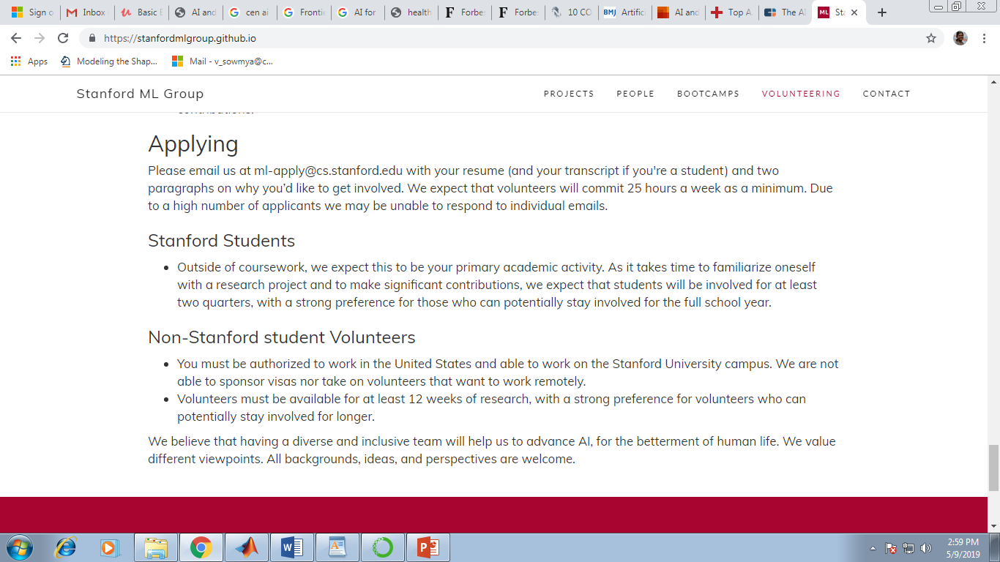 Sign o
Inbox
Basic E
AI and
cen ai
Frontie
AI for
health
Forbes
Forbes
10 CO
BMJ Artific
AI and
Top A
The AI
ML Sta
https://stanfordmlgroup.github.io
Apps
Modeling the Shap...
Mail - v_sowmya@c...
Stanford ML Group
PROJECTS
PEOPLE
BOOTCAMPS
VOLUNTEERING
CONTACT
contributions.
Applying
Please email us at ml-apply@cs.stanford.edu with your resume (and your transcript if you're a student) and two
paragraphs on why you’d like to get involved. We expect that volunteers will commit 25 hours a week as a minimum. Due
to a high number of applicants we may be unable to respond to individual emails.
Stanford Students
Outside of coursework, we expect this to be your primary academic activity. As it takes time to familiarize oneself
with a research project and to make significant contributions, we expect that students will be involved for at least
two quarters, with a strong preference for those who can potentially stay involved for the full school year.
Non-Stanford student Volunteers
You must be authorized to work in the United States and able to work on the Stanford University campus. We are not
able to sponsor visas nor take on volunteers that want to work remotely.
Volunteers must be available for at least 12 weeks of research, with a strong preference for volunteers who can
potentially stay involved for longer.
We believe that having a diverse and inclusive team will help us to advance AI, for the betterment of human life. We value
different viewpoints. All backgrounds, ideas, and perspectives are welcome.
2:59 PM
5/9/2019